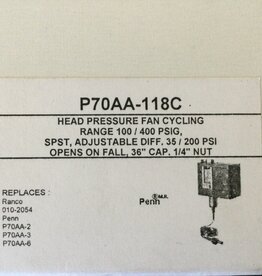 P70AA-118C
HEAD PRESSURE FAN CYCLING
RANGE 100 / 400 PSIG,
SPST, ADJUSTABLE DIFF. 35 / 200 PSI
OPENS ON FALL, 36" CAP. 1/4" NUT
REPLACES :
Ranco
010-2054
Penn
P70AA-2
P70AA-3
P70AA-6
Penn